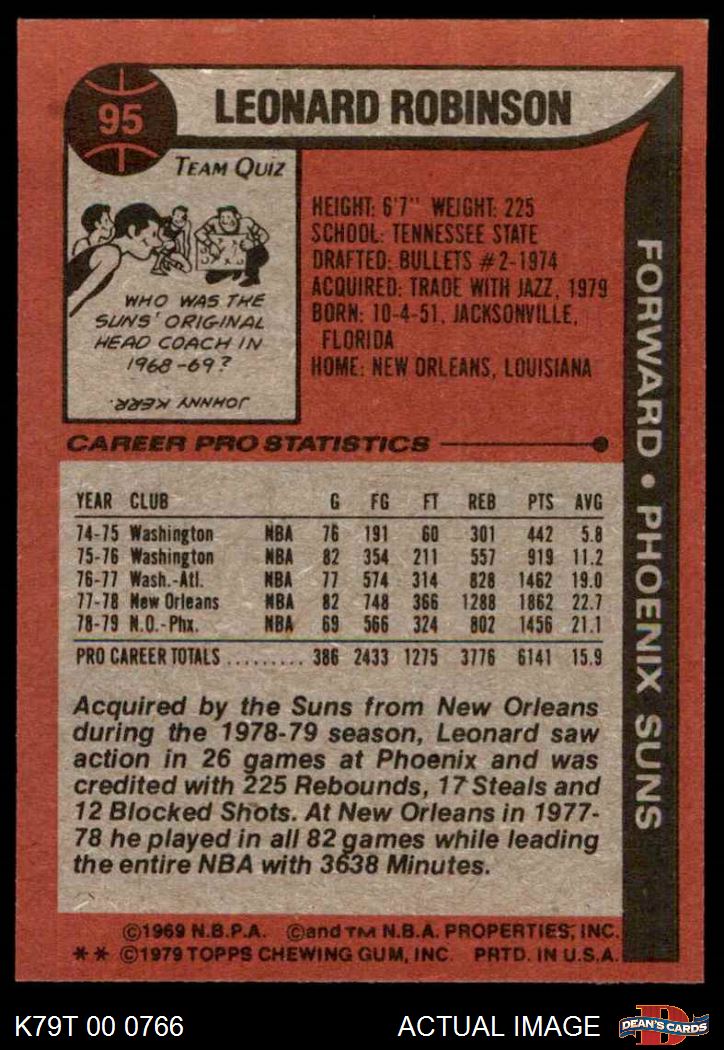 95
LEONARD ROBINSON
TEAM QUIZ
WHO WAS THE
SUNS' ORIGINAL
HEAD COACH IN
1968-69?
JOHNNY KERR.
HEIGHT: 6'7" WEIGHT: 225
SCHOOL: TENNESSEE STATE
DRAFTED: BULLETS #2-1974
ACQUIRED: TRADE WITH JAZZ, 1979
BORN: 10-4-51, JACKSONVILLE,
FLORIDA
HOME: NEW ORLEANS, LOUISIANA
FORWARD • PHOENIX SUNS
CAREER PRO STATISTICS
YEAR CLUB G FG FT REB PTS AVG
74-75 Washington NBA 76 191 60 301 442 5.8
75-76 Washington NBA 82 354 211 557 919 11.2
76-77 Wash.-Atl. NBA 77 574 314 828 1462 19.0
77-78 New Orleans NBA 82 748 366 1288 1862 22.7
78-79 N.O.-Phx. NBA 69 566 324 802 1456 21.1
PRO CAREER TOTALS ......... 386 2433 1275 3776 6141 15.9
Acquired by the Suns from New Orleans
during the 1978-79 season, Leonard saw
action in 26 games at Phoenix and was
credited with 225 Rebounds, 17 Steals and
12 Blocked Shots. At New Orleans in 1977-
78 he played in all 82 games while leading
the entire NBA with 3638 Minutes.
©1969 N.B.P.A. ©and TM N.B.A. PROPERTIES, INC.
** ©1979 TOPPS CHEWING GUM, INC. PRTD. IN U.S.A.
K79T 00 0766
ACTUAL IMAGE
D
DEAN'S CARDS